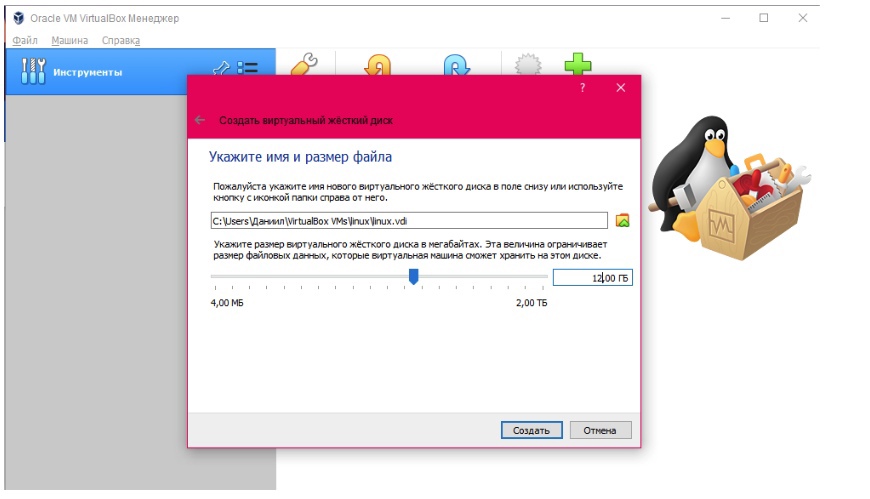 Oracle VM VirtualBox Менеджер
Файл Машина Справка
Инструменты
?
Создать виртуальный жёсткий диск
Укажите имя и размер файла
Пожалуйста укажите имя нового виртуального жёсткого диска в поле снизу или используйте
кнопку с иконкой папки справа от него.
C:\Users\Даниил\VirtualBox VMs\linux\linux.vdi
Укажите размер виртуального жёсткого диска в мегабайтах. Эта величина ограничивает
размер файловых данных, которые виртуальная машина сможет хранить на этом диске.
12,00 ГБ
4,00 МБ 2,00 ТБ
Создать Отмена